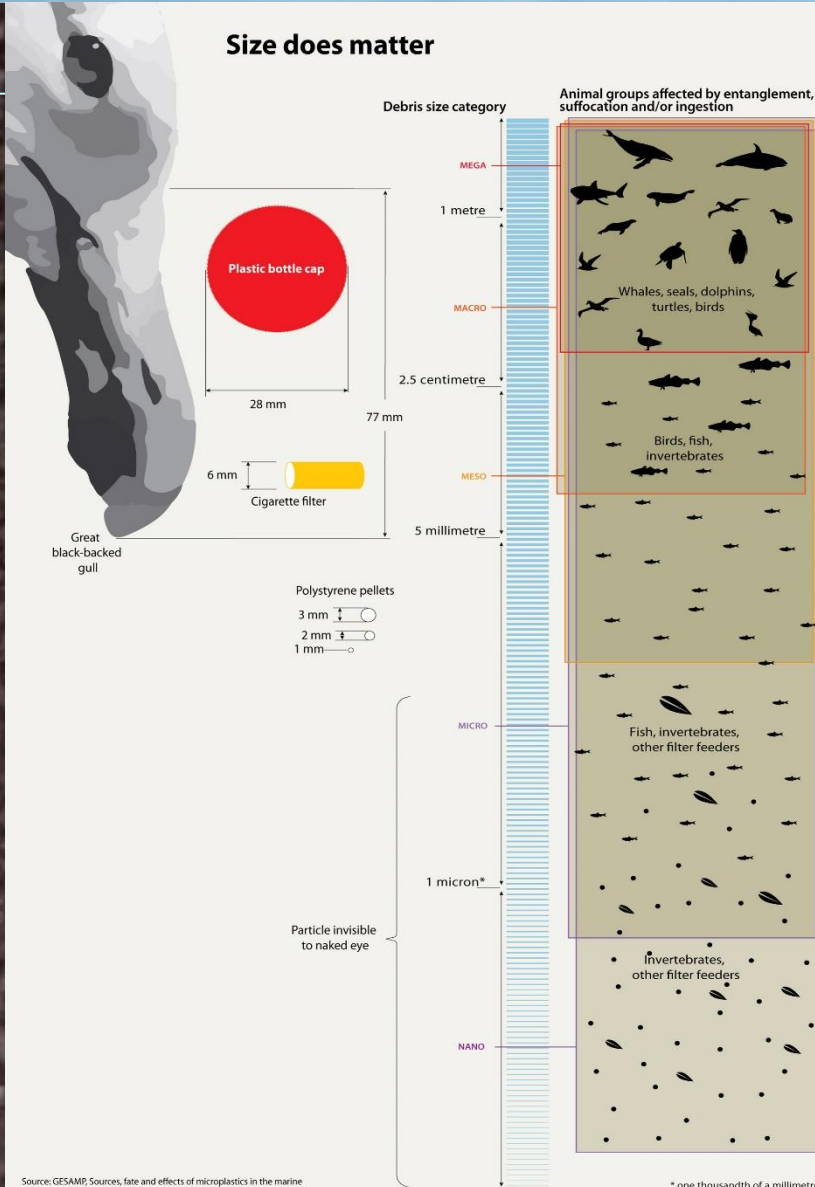 Size does matter
Debris size category
Animal groups affected by entanglement,
suffocation and/or ingestion
MEGA
1 metre
Plastic bottle cap
Whales, seals, dolphins,
turtles, birds
MACRO
2.5 centimetre
28 mm
77 mm
Birds, fish,
invertebrates
6 mm
MESO
Cigarette filter
5 millimetre
Great
black-backed
gull
Polystyrene pellets
3 mm
2 mm
1 mm
MICRO
Fish, invertebrates,
other filter feeders
1 micron*
Particle invisible
to naked eye
Invertebrates,
other filter feeders
NANO
Source: GESAMP, Sources, fate and effects of microplastics in the marine
* one thousandth of a millimetre